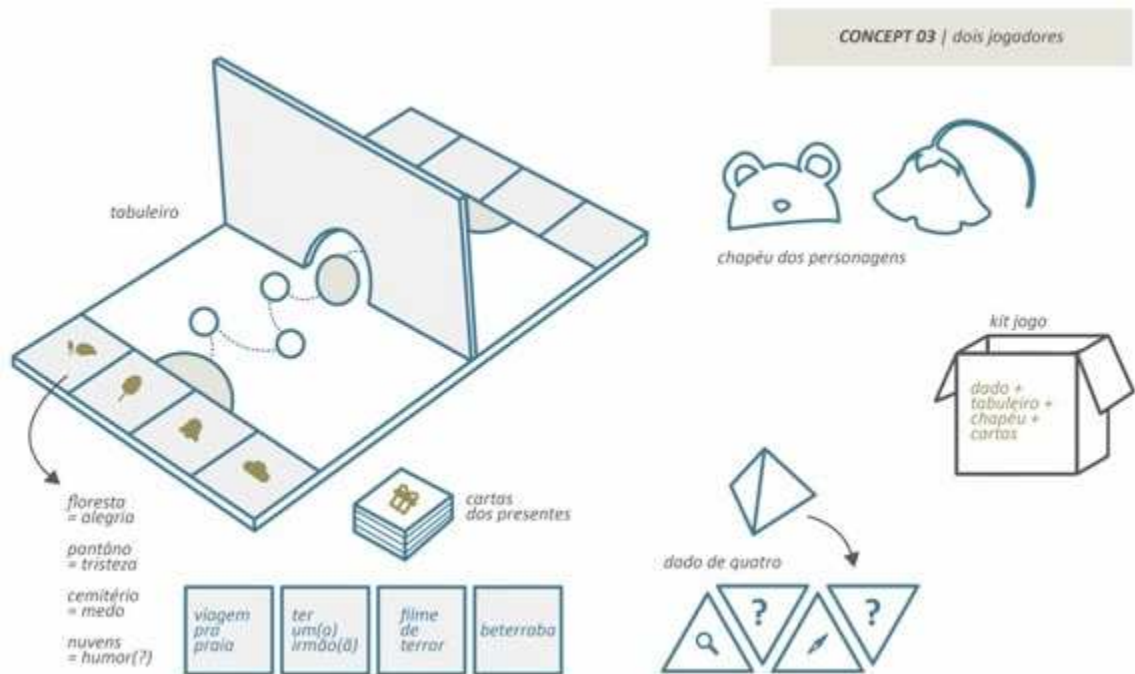 CONCEPT 03 | dois jogadores
tabuleiro
chapéu dos personagens
kit jogo
dado +
tabuleiro +
chapéu +
cartas
floresta
= alegria
pantâno
= tristeza
cemitério
= medo
nuvens
= humor(?)
cartas
dos presentes
viagem
pra
praia
ter
um(a)
irmão(ã)
filme
de
terror
beterraba
dado de quatro
?
?